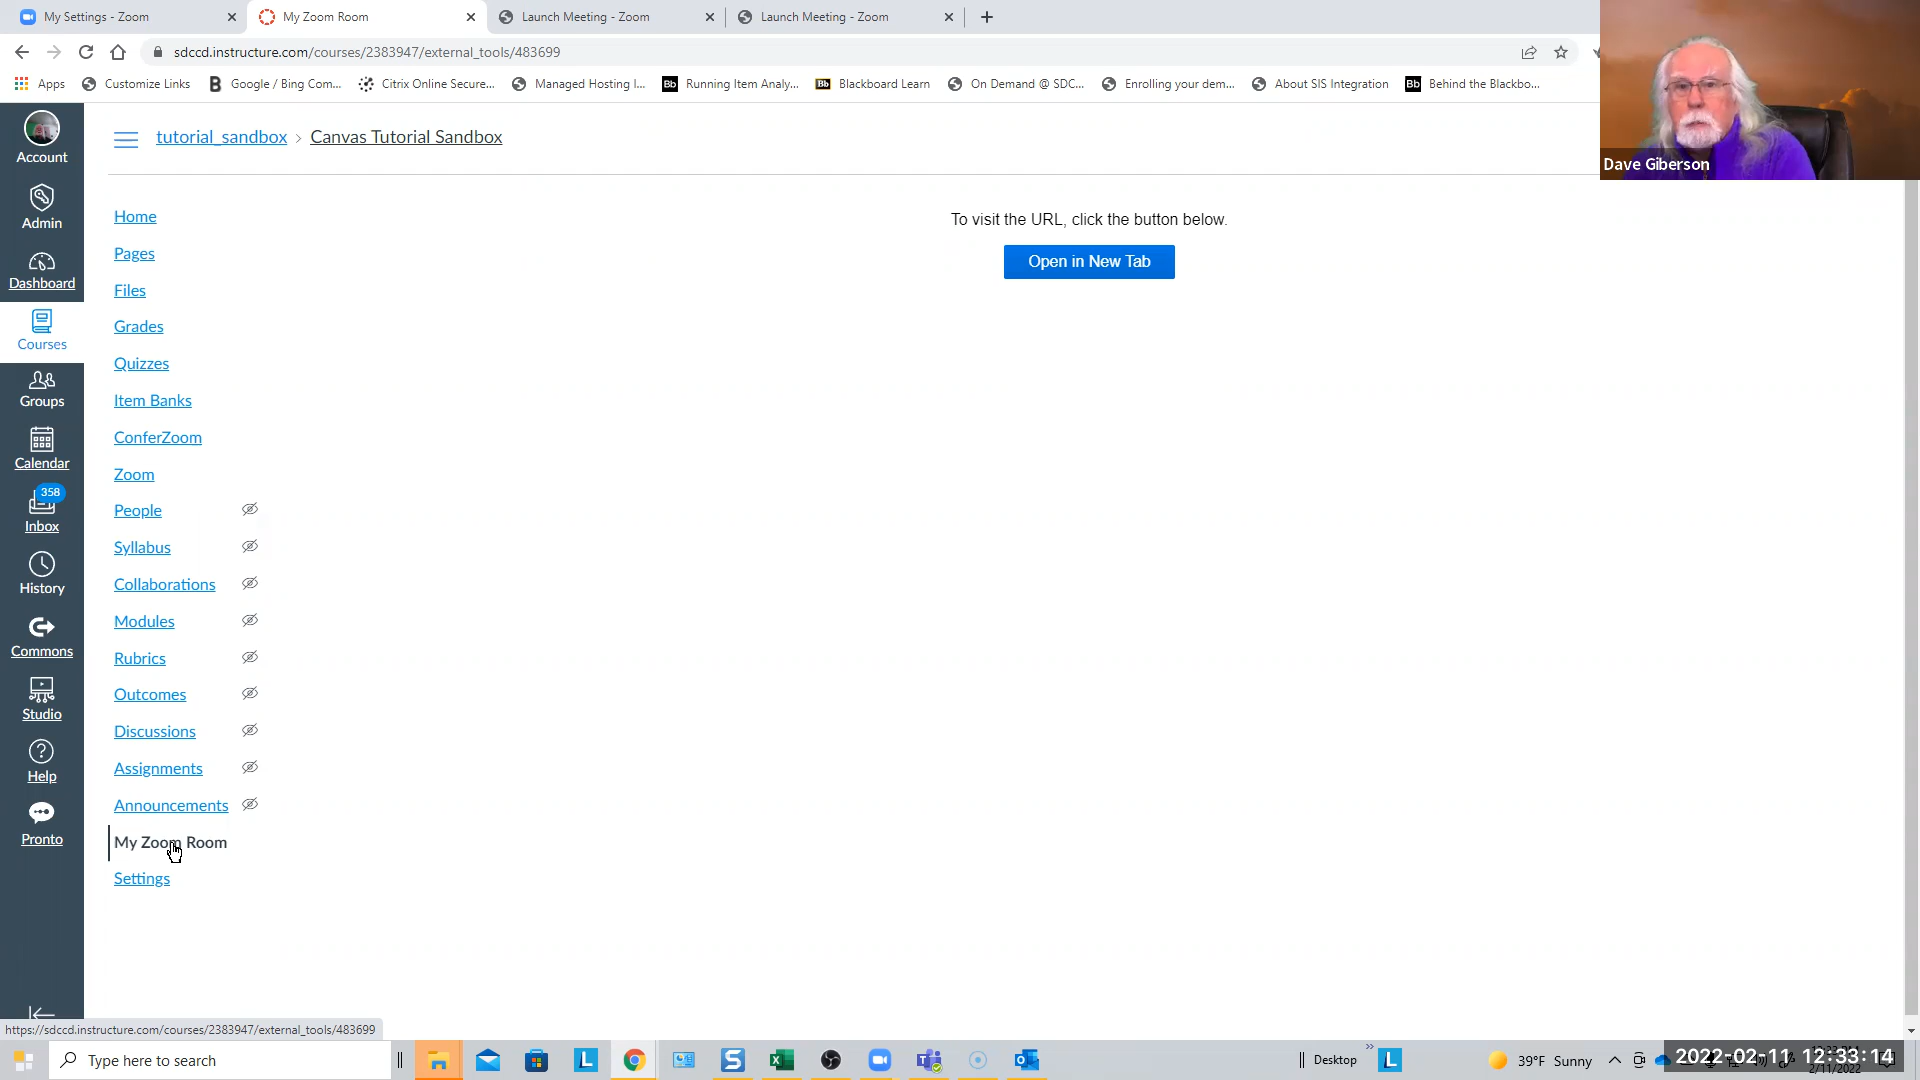 My Settings - Zoom
My Zoom Room
Launch Meeting - Zoom
Launch Meeting - Zoom
sdccd.instructure.com/courses/2383947/external_tools/483699
Apps
Customize Links
Google / Bing Com...
Citrix Online Secure...
Managed Hosting I...
Bb Running Item Analy...
Bb Blackboard Learn
On Demand @ SDC...
Enrolling your dem...
About SIS Integration
Bb Behind the Blackbo...
Dave Giberson
tutorial_sandbox › Canvas Tutorial Sandbox
Account
Admin
Dashboard
Courses
Groups
Calendar
358
Inbox
History
Commons
Studio
Help
Pronto
Home
Pages
Files
Grades
Quizzes
Item Banks
ConferZoom
Zoom
People
Syllabus
Collaborations
Modules
Rubrics
Outcomes
Discussions
Assignments
Announcements
My Zoom Room
Settings
To visit the URL, click the button below.
Open in New Tab
https://sdccd.instructure.com/courses/2383947/external_tools/483699
Type here to search
Desktop
39°F Sunny
2022-02-11 12:33:14
2/11/2022